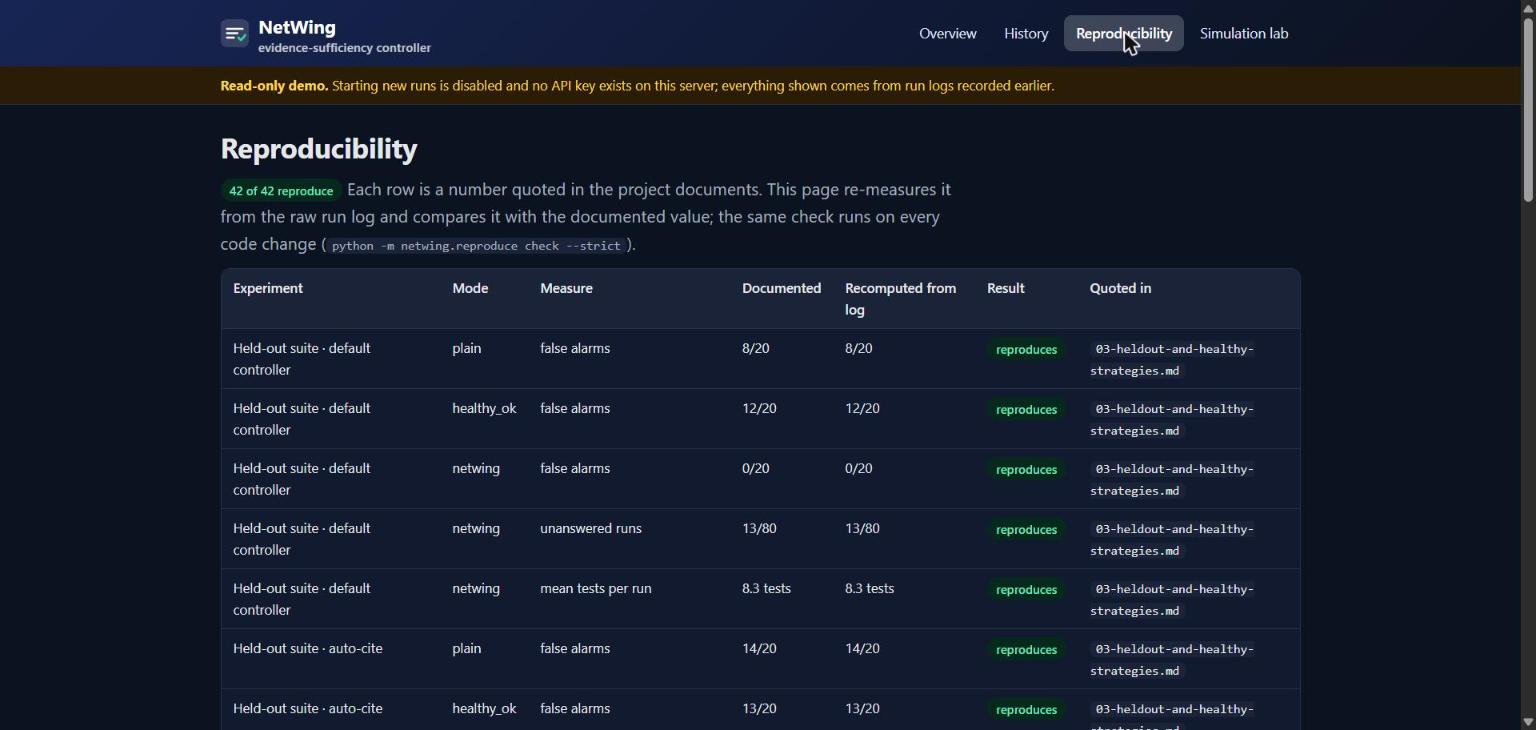 NetWing
evidence-sufficiency controller
Overview History Reproducibility Simulation lab
Read-only demo. Starting new runs is disabled and no API key exists on this server; everything shown comes from run logs recorded earlier.
Reproducibility
42 of 42 reproduce Each row is a number quoted in the project documents. This page re-measures it
from the raw run log and compares it with the documented value; the same check runs on every
code change ( python -m netwing.reproduce check --strict ).
Experiment Mode Measure Documented Recomputed from Result Quoted in
log
Held-out suite · default plain false alarms 8/20 8/20 reproduces 03-heldout-and-healthy-
controller strategies.md
Held-out suite · default healthy_ok false alarms 12/20 12/20 reproduces 03-heldout-and-healthy-
controller strategies.md
Held-out suite · default netwing false alarms 0/20 0/20 reproduces 03-heldout-and-healthy-
controller strategies.md
Held-out suite · default netwing unanswered runs 13/80 13/80 reproduces 03-heldout-and-healthy-
controller strategies.md
Held-out suite · default netwing mean tests per run 8.3 tests 8.3 tests reproduces 03-heldout-and-healthy-
controller strategies.md
Held-out suite · auto-cite plain false alarms 14/20 14/20 reproduces 03-heldout-and-healthy-
strategies.md
Held-out suite · auto-cite healthy_ok false alarms 13/20 13/20 reproduces 03-heldout-and-healthy-